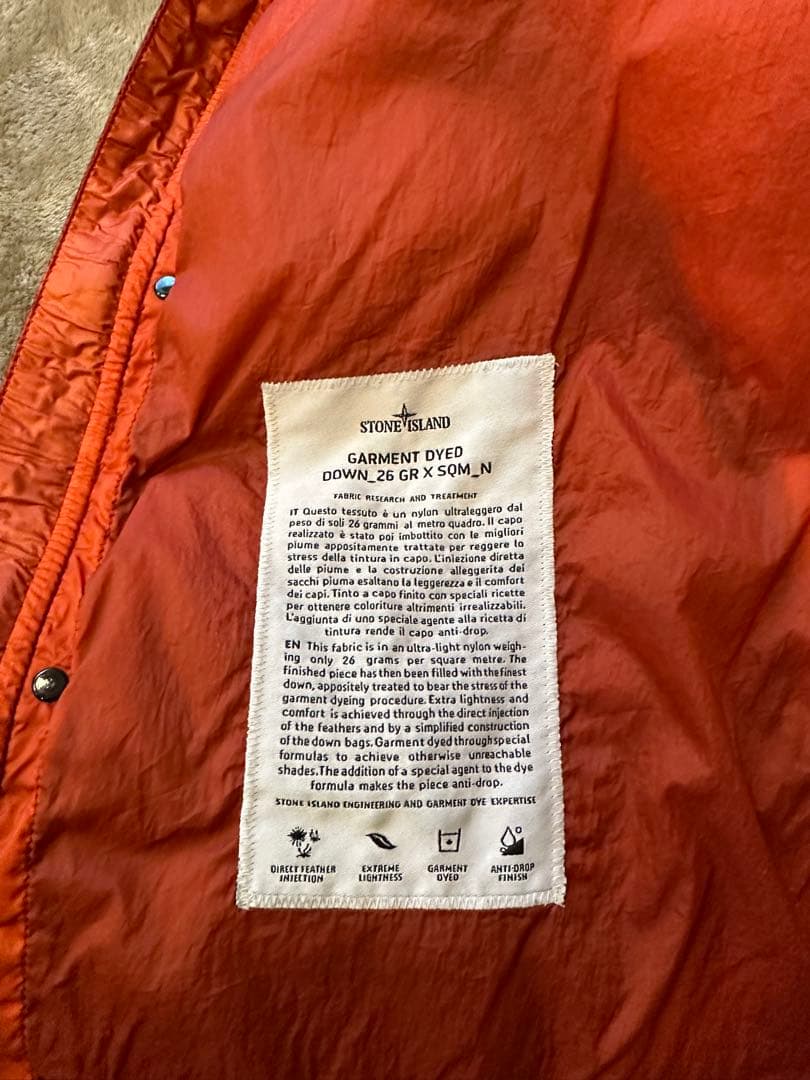 STONE ISLAND
GARMENT DYED
DOWN_26 GR X SQM_N
FABRIC RESEARCH AND TREATMENT
IT Questo tessuto è un nylon ultraleggero dal
peso di soli 26 grammi al metro quadro. Il capo
realizzato è stato poi imbottito con le migliori
piume appositamente trattate per reggere lo
stress della tintura in capo. L'iniezione diretta
delle piume e la costruzione alleggerita dei
sacchi piuma esaltano la leggerezza e il comfort
dei capi. Tinto a capo finito con speciali ricette
per ottenere coloriture altrimenti irrealizzabili.
L'aggiunta di uno speciale agente alla ricetta di
tintura rende il capo anti-drop.
EN This fabric is in an ultra-light nylon weigh-
ing only 26 grams per square metre. The
finished piece has then been filled with the finest
down, appositely treated to bear the stress of the
garment dyeing procedure. Extra lightness and
comfort is achieved through the direct injection
of the feathers and by a simplified construction
of the down bags. Garment dyed through special
formulas to achieve otherwise unreachable
shades. The addition of a special agent to the dye
formula makes the piece anti-drop.
STONE ISLAND ENGINEERING AND GARMENT DYE EXPERTISE
DIRECT FEATHER INJECTION
EXTREME LIGHTNESS
GARMENT DYED
ANTI-DROP FINISH